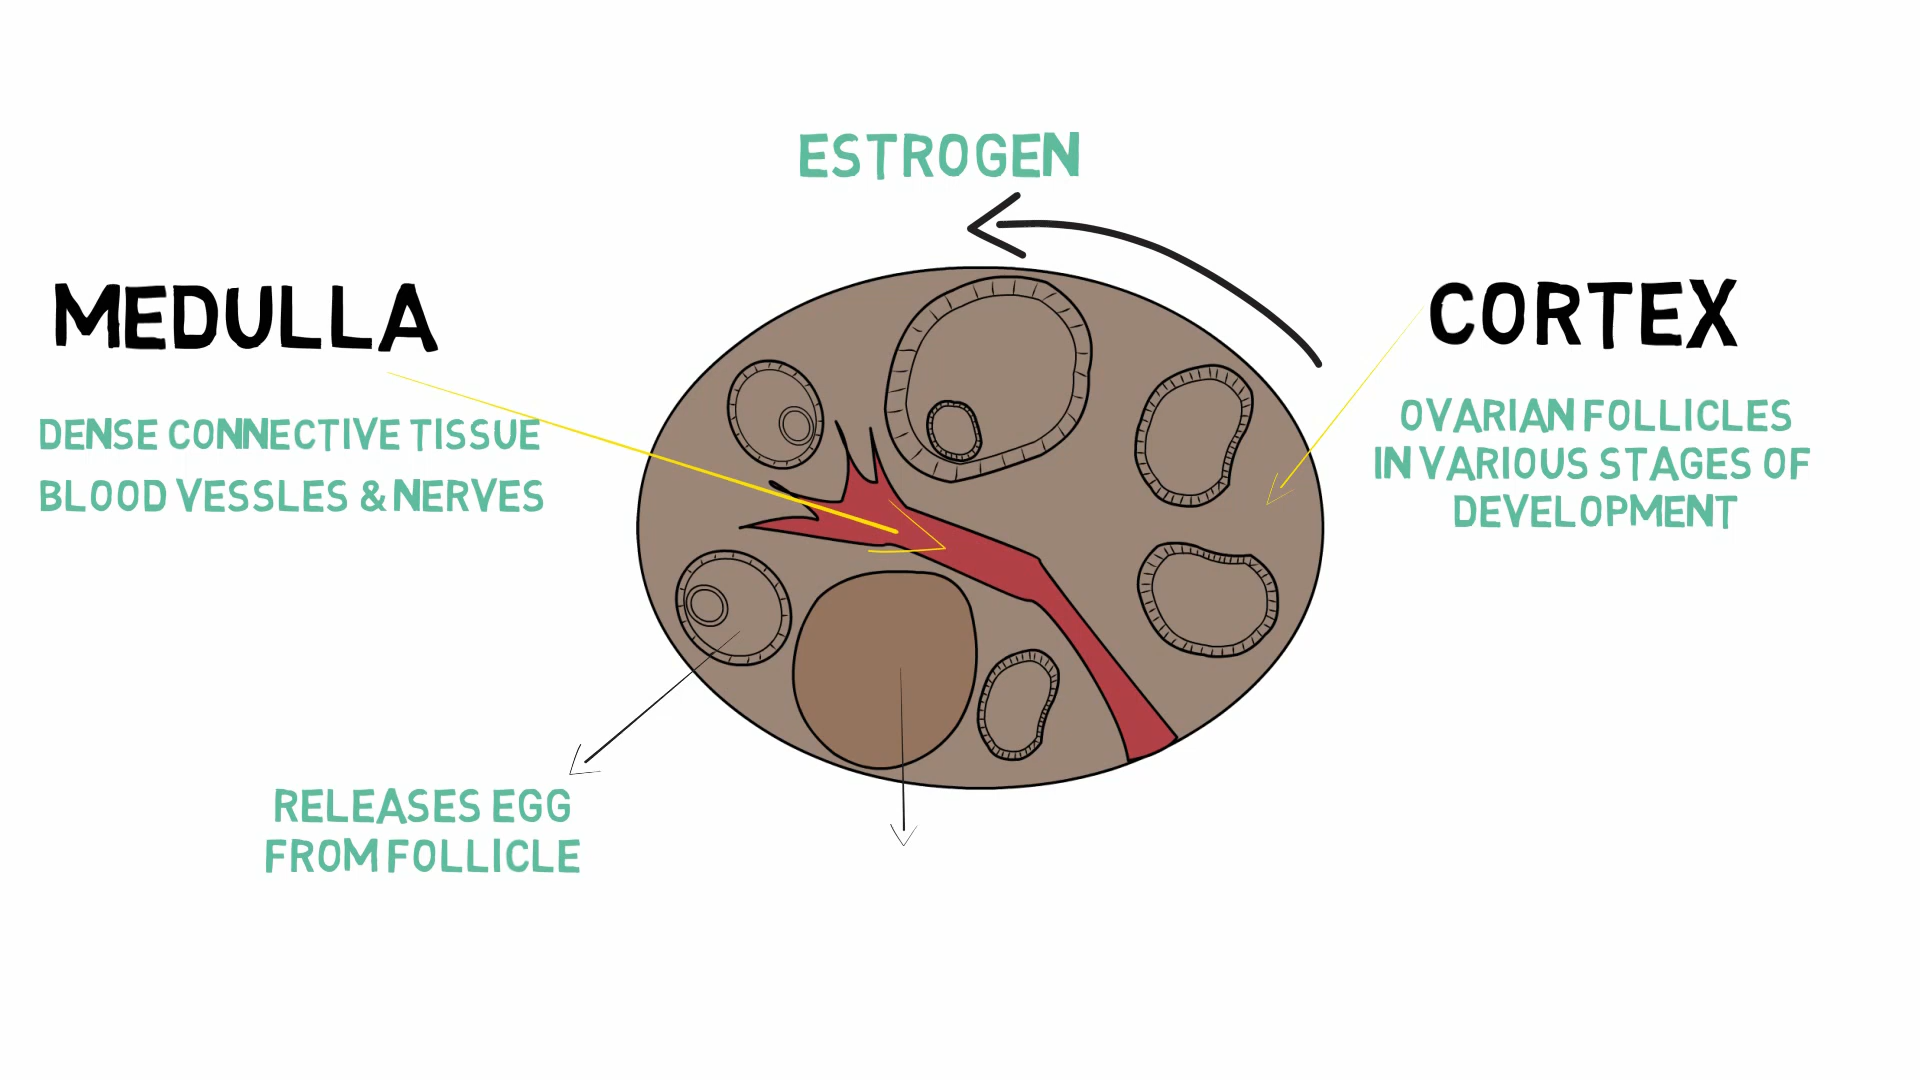 ESTROGEN
MEDULLA
DENSE CONNECTIVE TISSUE
BLOOD VESSLES & NERVES
CORTEX
OVARIAN FOLLICLES
IN VARIOUS STAGES OF
DEVELOPMENT
RELEASES EGG
FROM FOLLICLE